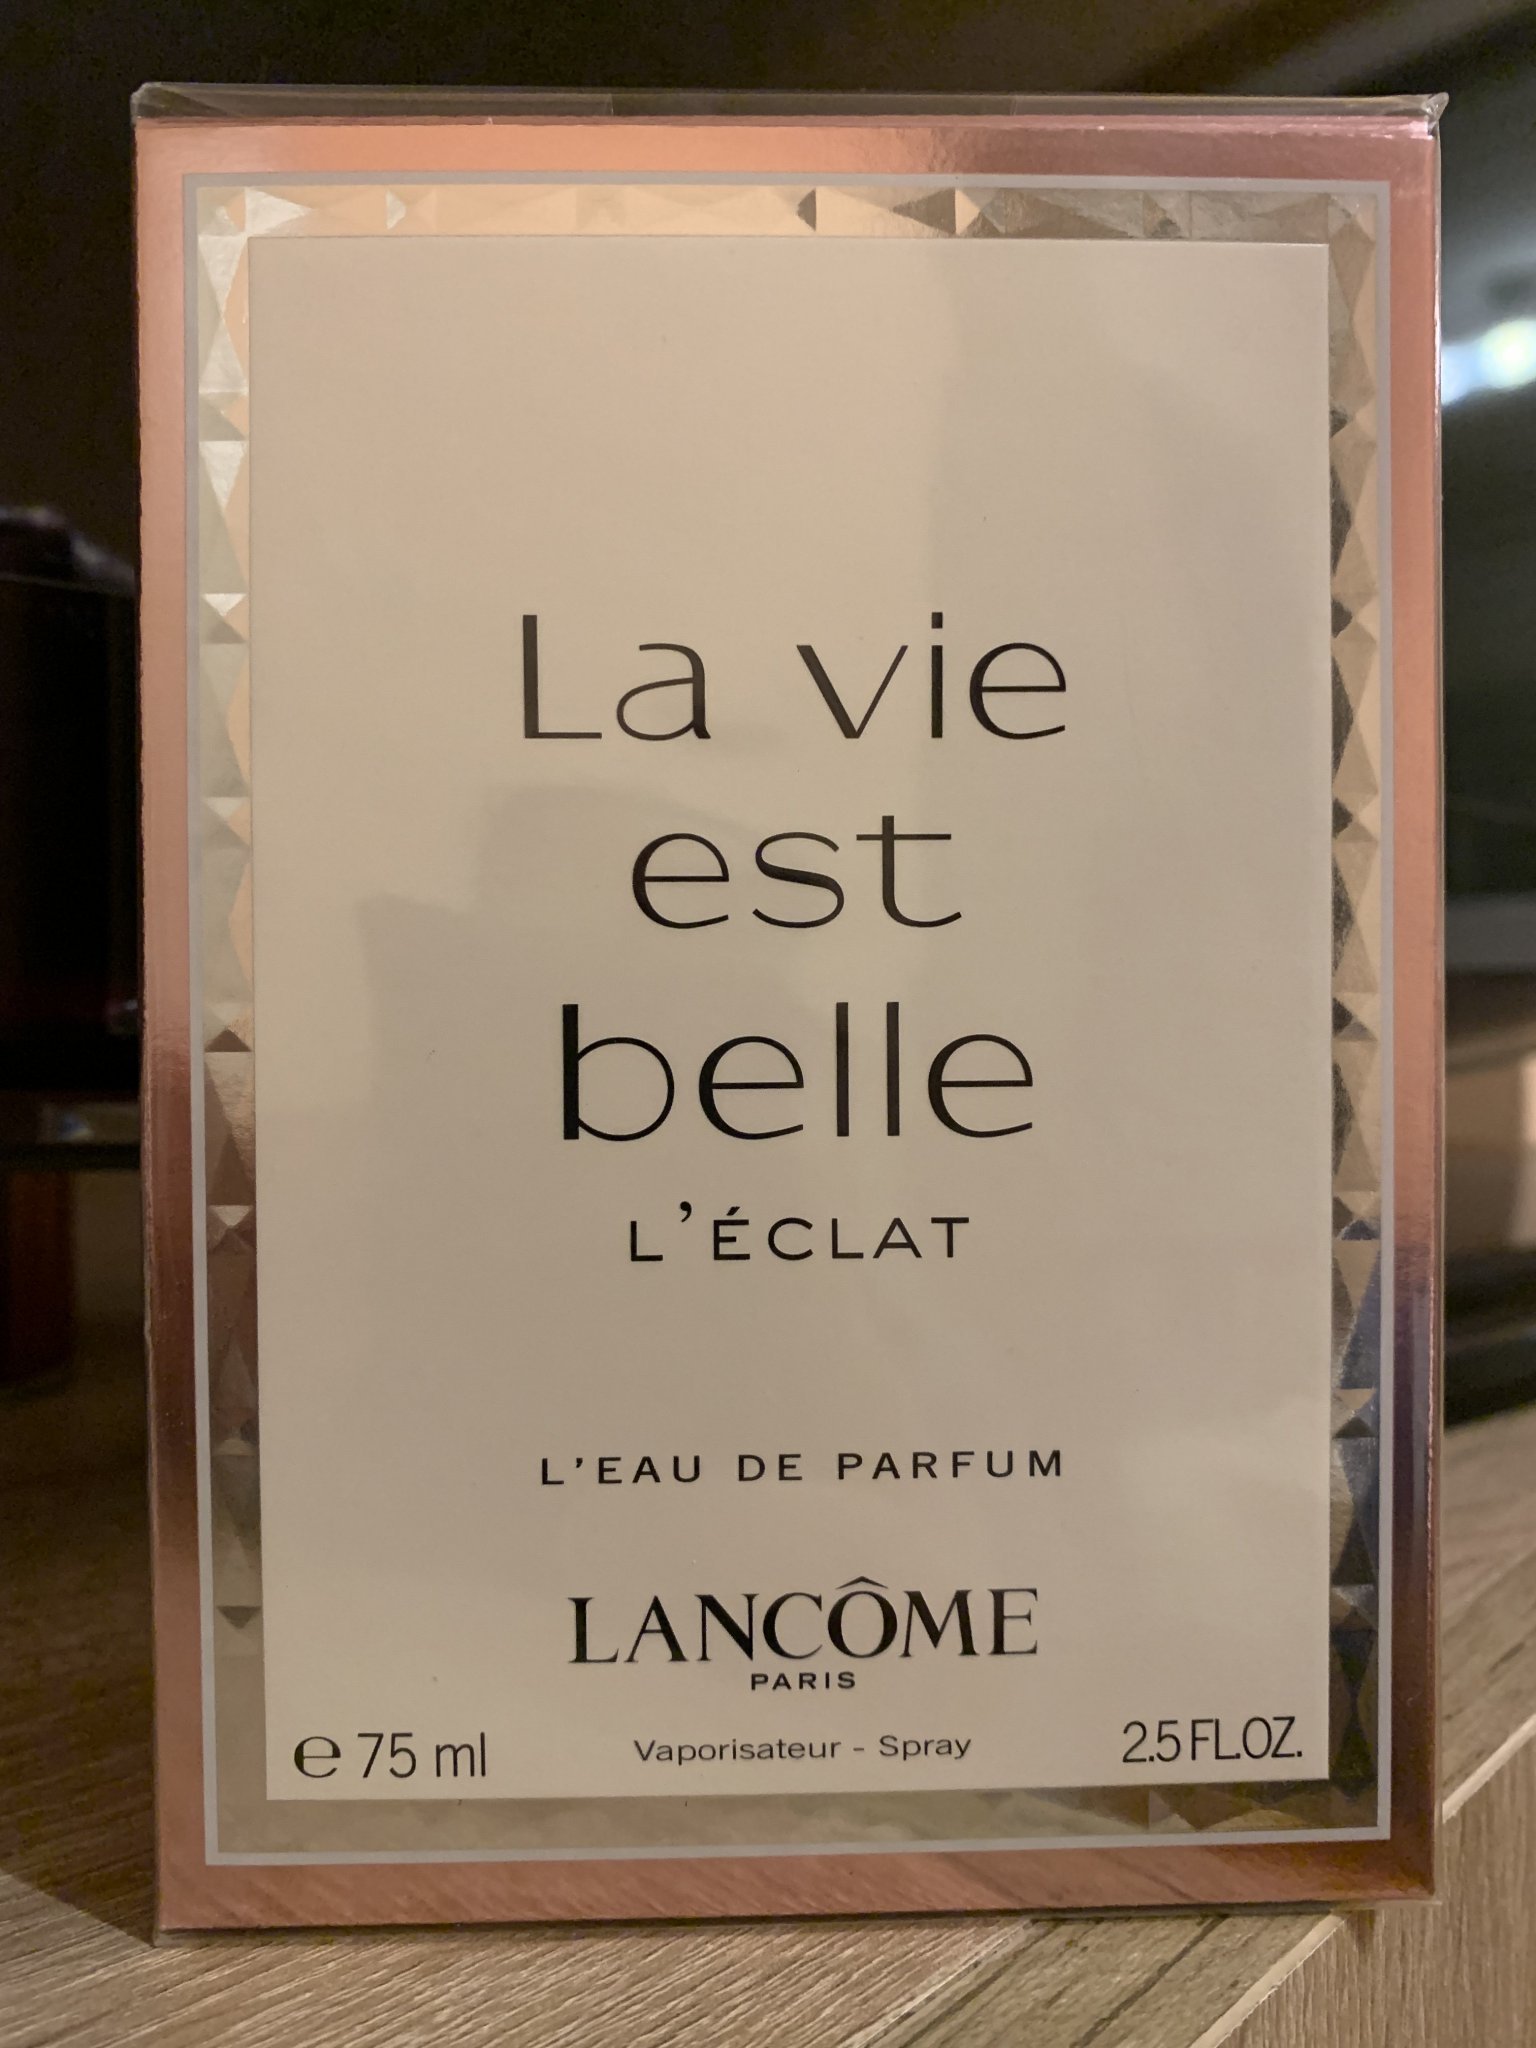 La vie
est
belle
L'ÉCLAT
L'EAU DE PARFUM
LANCÔME
PARIS
℮ 75 ml Vaporisateur - Spray 2.5 FL.OZ.